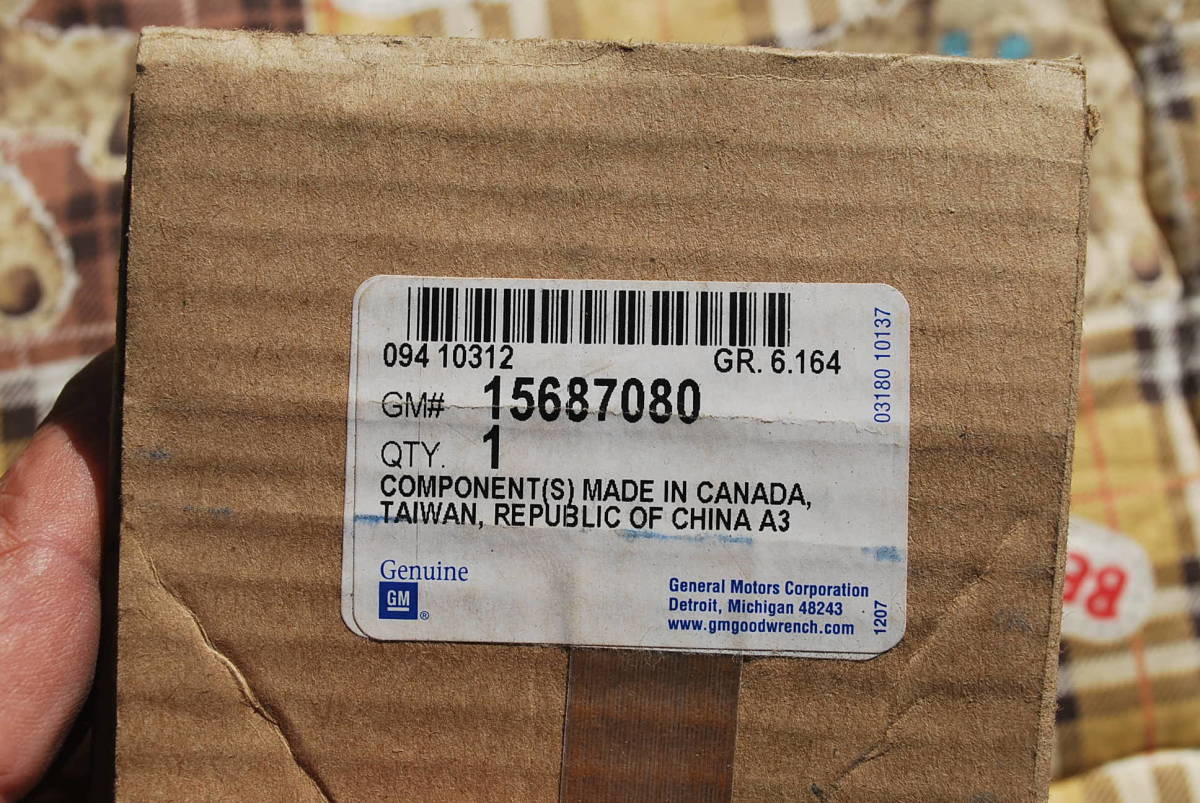 094 10312 GR. 6.164
GM# 15687080
QTY. 1
COMPONENT(S) MADE IN CANADA,
TAIWAN, REPUBLIC OF CHINA A3
Genuine
GM ®
General Motors Corporation
Detroit, Michigan 48243
www.gmgoodwrench.com
1207
03180 10137